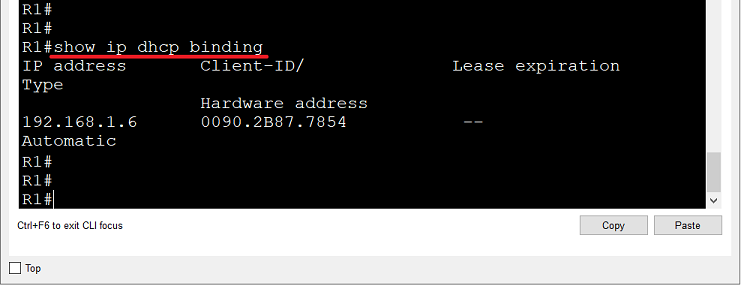 R1#
R1#
R1#show ip dhcp binding
IP address       Client-ID/              Lease expiration
Type
                 Hardware address
192.168.1.6      0090.2B87.7854           --
Automatic
R1#
R1#
R1#
Ctrl+F6 to exit CLI focus
Copy
Paste
Top